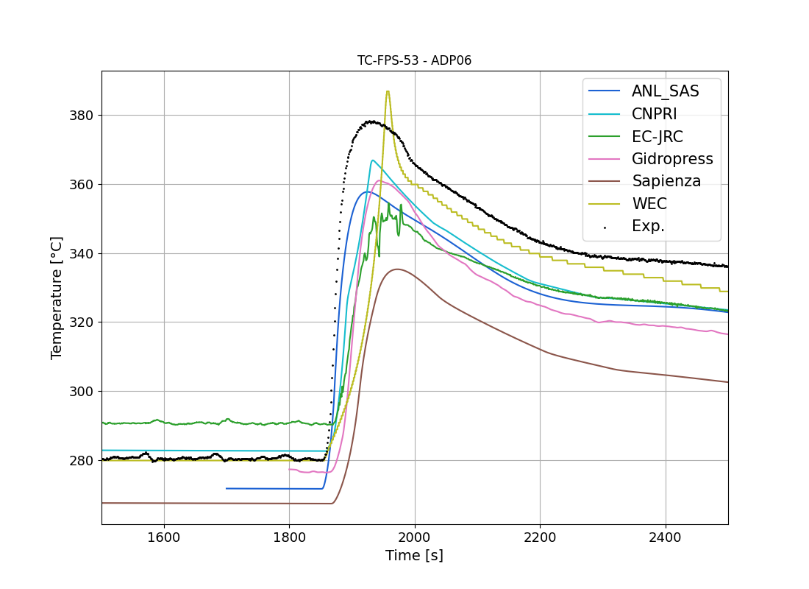 TC-FPS-53 - ADP06
Temperature [°C]
380
360
340
320
300
280
1600
1800
2000
2200
2400
Time [s]
ANL_SAS
CNPRI
EC-JRC
Gidropress
Sapienza
WEC
Exp.